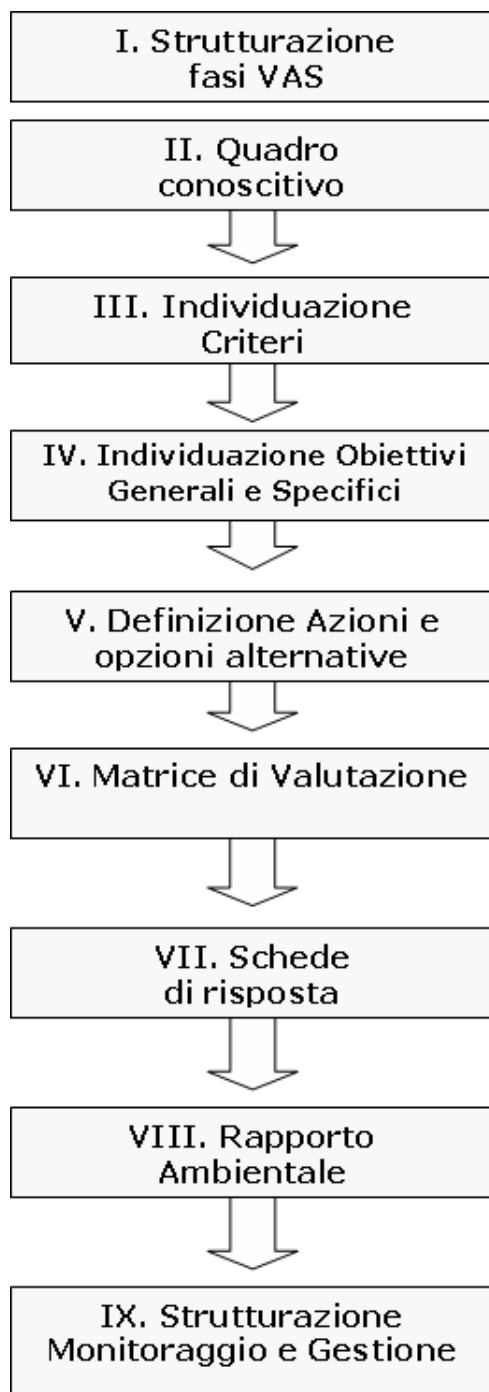 I. Strutturazione
fasi VAS
II. Quadro
conoscitivo
III. Individuazione
Criteri
IV. Individuazione Obiettivi
Generali e Specifici
V. Definizione Azioni e
opzioni alternative
VI. Matrice di Valutazione
VII. Schede
di risposta
VIII. Rapporto
Ambientale
IX. Strutturazione
Monitoraggio e Gestione